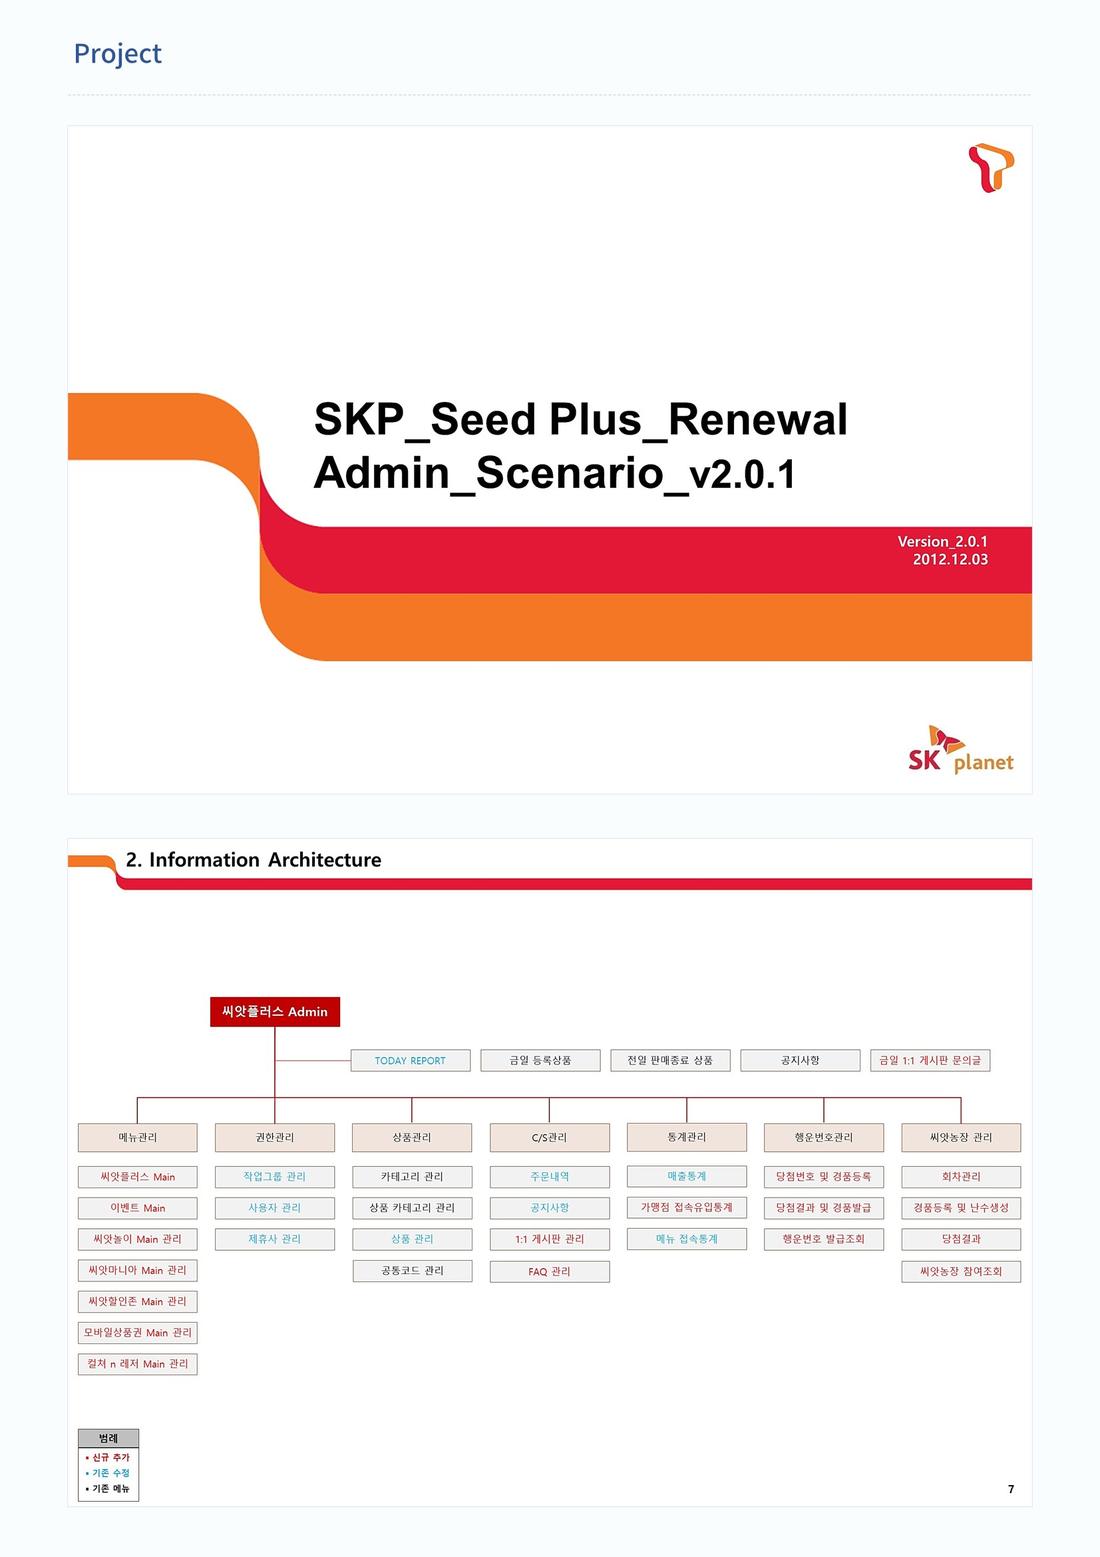 Project
SKP_Seed Plus_Renewal
Admin_Scenario_v2.0.1
Version_2.0.1
2012.12.03
SK planet
2. Information Architecture
씨앗플러스 Admin
TODAY REPORT
금일 등록상품
전일 판매종료 상품
공지사항
금일 1:1 게시판 문의글
메뉴관리
권한관리
상품관리
C/S관리
통계관리
행운번호관리
씨앗농장 관리
씨앗플러스 Main
작업그룹 관리
카테고리 관리
주문내역
매출통계
당첨번호 및 경품등록
회차관리
이벤트 Main
사용자 관리
상품 카테고리 관리
공지사항
가맹점 접속유입통계
당첨결과 및 경품발급
경품등록 및 난수생성
씨앗놀이 Main 관리
제휴사 관리
상품 관리
1:1 게시판 관리
메뉴 접속통계
행운번호 발급조회
당첨결과
씨앗마니아 Main 관리
공통코드 관리
FAQ 관리
씨앗농장 참여조회
씨앗할인존 Main 관리
모바일상품권 Main 관리
컬쳐 n 레저 Main 관리
범례
• 신규 추가
• 기존 수정
• 기존 메뉴
7